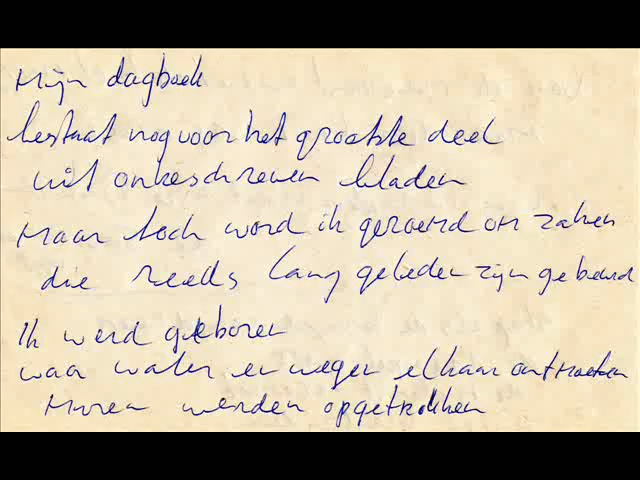 Mijn dagboek
bestaat nog voor het grootste deel
uit onbeschreven bladen
Maar toch word ik geroerd om zaken
die reeds lang geleden zijn gebeurd
Ik werd geboren
waar water en wegen elkaar ontmoeten
Muren werden opgetrokken